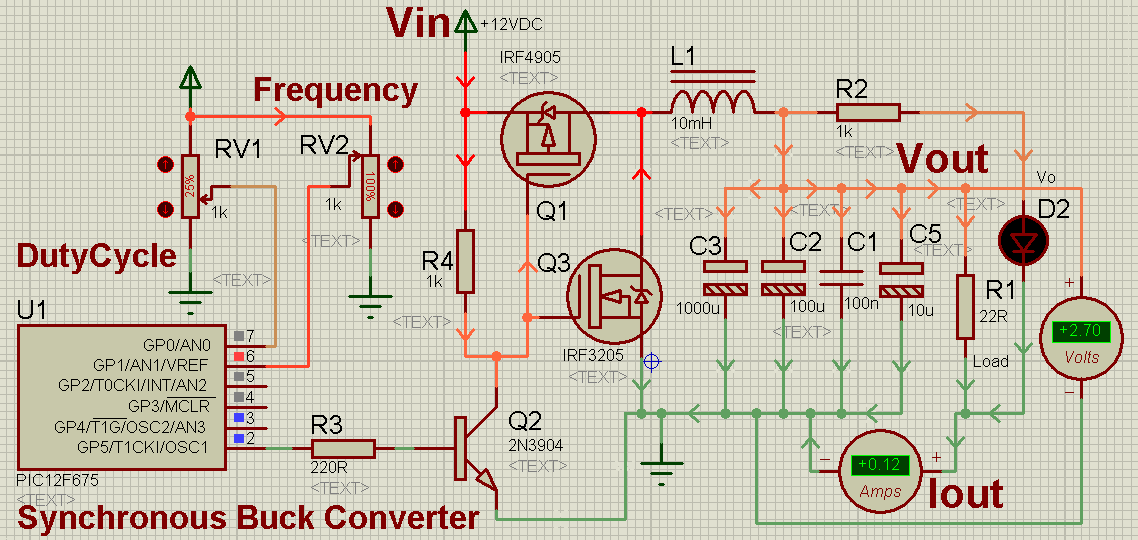 Vin
+12VDC
IRF4905
<TEXT>
L1
10mH
<TEXT>
R2
1k
<TEXT>
Frequency
RV1
25%
1k
<TEXT>
RV2
100%
1k
<TEXT>
Vout
Vo
DutyCycle
Q1
Q3
R4
1k
<TEXT>
IRF3205
<TEXT>
<TEXT>
C3
1000u
<TEXT>
C2
100u
<TEXT>
C1
100n
C5
10u
<TEXT>
<TEXT>
R1
22R
Load
D2
+
+2.70
Volts
−
U1
GP0/AN0
7
GP1/AN1/VREF
6
GP2/T0CKI/INT/AN2
5
GP3/MCLR
4
GP4/T1G/OSC2/AN3
3
GP5/T1CKI/OSC1
2
PIC12F675
<TEXT>
R3
220R
<TEXT>
Q2
2N3904
<TEXT>
−
+0.12
Amps
+
Iout
Synchronous Buck Converter